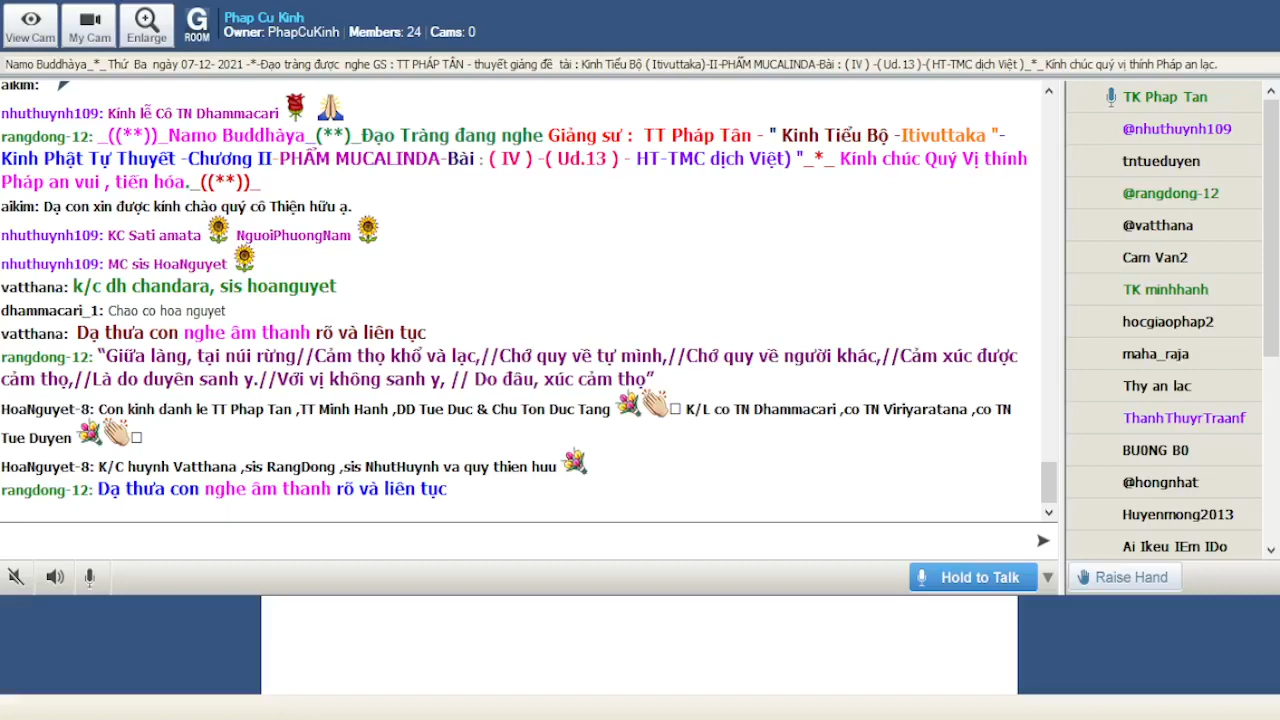 View Cam
My Cam
Enlarge
G
ROOM
Phap Cu Kinh
Owner: PhapCuKinh | Members: 24 | Cams: 0
Namo Buddhàya_*_Thứ Ba ngày 07-12- 2021 -*-Đạo tràng được nghe GS : TT PHÁP TÂN - thuyết giảng đề tài : Kinh Tiểu Bộ ( Itivuttaka)-II-PHẨM MUCALINDA-Bài : ( IV ) -( Ud.13 )-( HT-TMC dịch Việt )_*_ Kính chúc quý vị thính Pháp an lạc.
aikim:
nhuthuynh109: Kính lễ Cô TN Dhammacari
rangdong-12: _((**))_Namo Buddhàya_(**)_Đạo Tràng đang nghe Giảng sư : TT Pháp Tân - " Kinh Tiểu Bộ -Itivuttaka "-
Kinh Phật Tự Thuyết -Chương II-PHẨM MUCALINDA-Bài : ( IV ) -( Ud.13 ) - HT-TMC dịch Việt) "_*_ Kính chúc Quý Vị thính
Pháp an vui , tiến hóa._((**))_
aikim: Dạ con xin được kính chào quý cô Thiện hữu ạ.
nhuthuynh109: KC Sati amata NguoiPhuongNam
nhuthuynh109: MC sis HoaNguyet
vatthana: k/c dh chandara, sis hoanguyet
dhammacari_1: Chao co hoa nguyet
vatthana: Dạ thưa con nghe âm thanh rõ và liên tục
rangdong-12: “Giữa làng, tại núi rừng//Cảm thọ khổ và lạc,//Chớ quy về tự mình,//Chớ quy về người khác,//Cảm xúc được
cảm thọ,//Là do duyên sanh y.//Với vị không sanh y, // Do đâu, xúc cảm thọ”
HoaNguyet-8: Con kinh danh le TT Phap Tan ,TT Minh Hanh ,DD Tue Duc & Chu Ton Duc Tang K/L co TN Dhammacari ,co TN Viriyaratana ,co TN
Tue Duyen
HoaNguyet-8: K/C huynh Vatthana ,sis RangDong ,sis NhutHuynh va quy thien huu
rangdong-12: Dạ thưa con nghe âm thanh rõ và liên tục
Hold to Talk
TK Phap Tan
@nhuthuynh109
tntueduyen
@rangdong-12
@vatthana
Cam Van2
TK minhhanh
hocgiaophap2
maha_raja
Thy an lac
ThanhThuyrTraanf
BU0NG B0
@hongnhat
Huyenmong2013
Ai Ikeu IEm IDo
Raise Hand